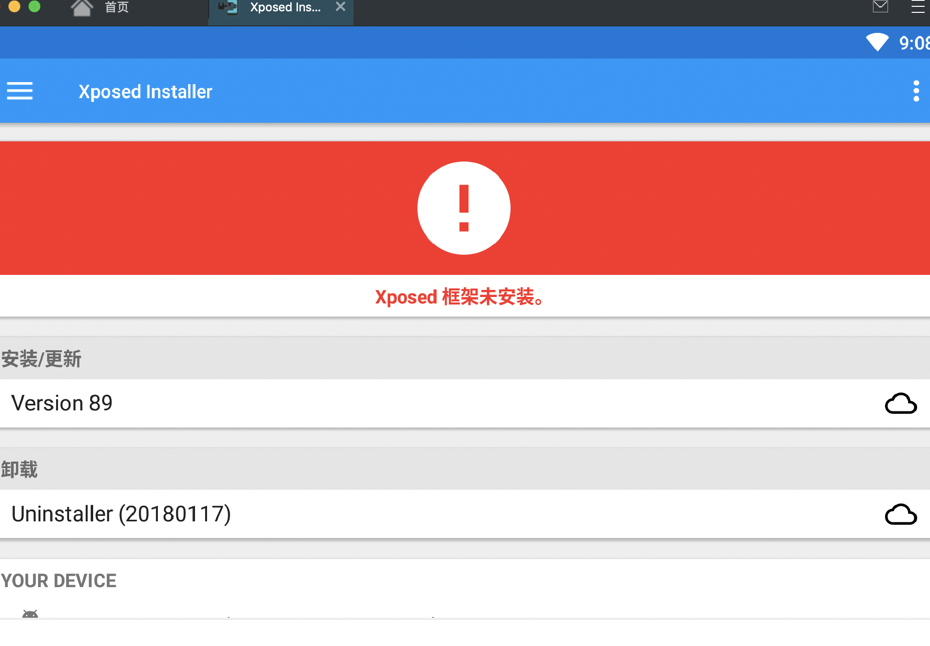 首页
Xposed Ins...
9:08
Xposed Installer
Xposed 框架未安装。
安装/更新
Version 89
卸载
Uninstaller (20180117)
YOUR DEVICE